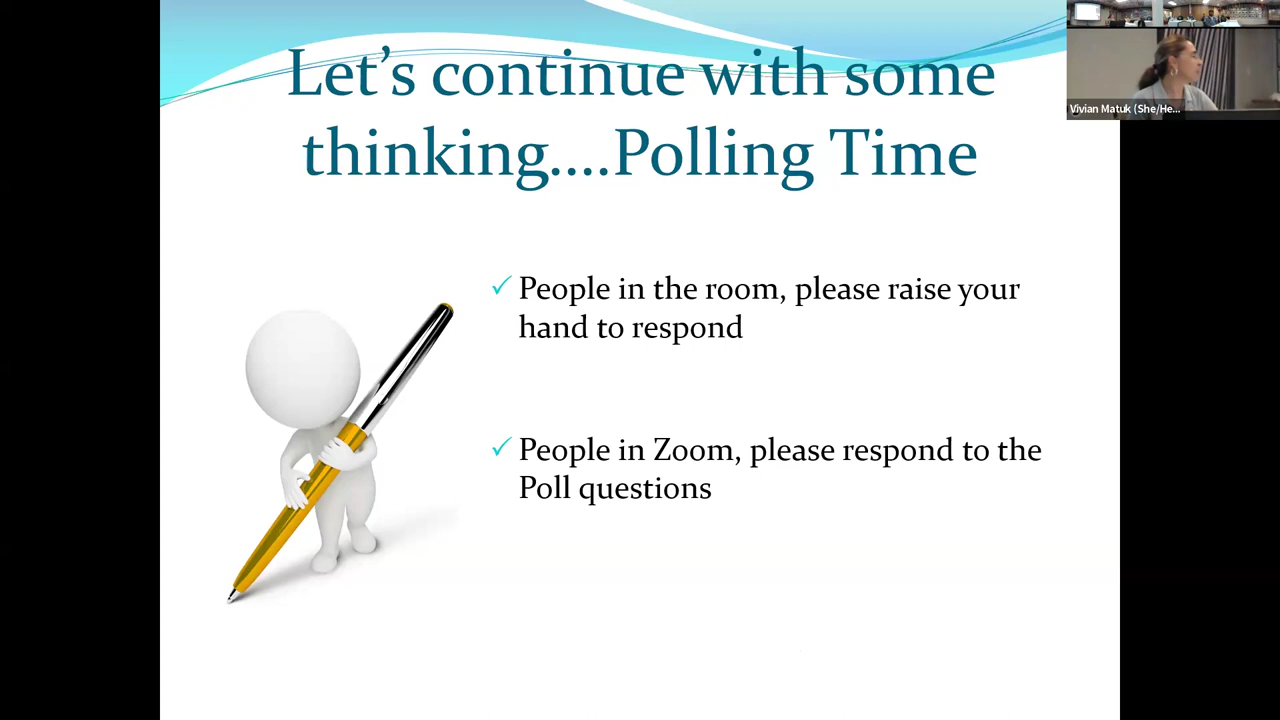 Let's continue with some
thinking....Polling Time
People in the room, please raise your
hand to respond
People in Zoom, please respond to the
Poll questions
Vivian Matuk (She/He...